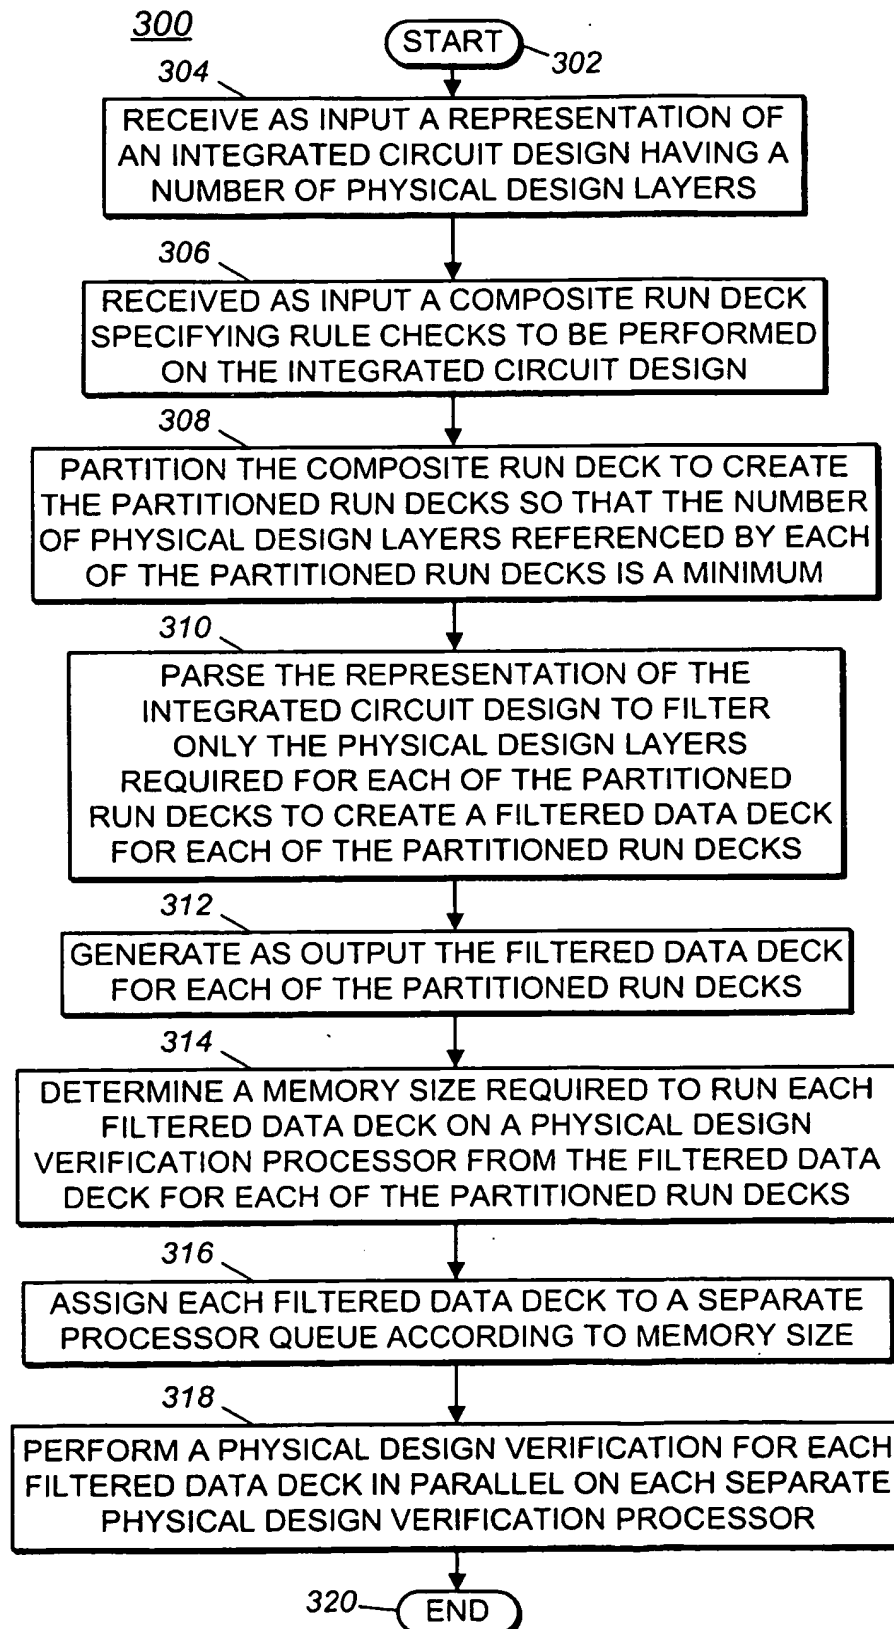 300
START
302
304
RECEIVE AS INPUT A REPRESENTATION OF
AN INTEGRATED CIRCUIT DESIGN HAVING A
NUMBER OF PHYSICAL DESIGN LAYERS
306
RECEIVED AS INPUT A COMPOSITE RUN DECK
SPECIFYING RULE CHECKS TO BE PERFORMED
ON THE INTEGRATED CIRCUIT DESIGN
308
PARTITION THE COMPOSITE RUN DECK TO CREATE
THE PARTITIONED RUN DECKS SO THAT THE NUMBER
OF PHYSICAL DESIGN LAYERS REFERENCED BY EACH
OF THE PARTITIONED RUN DECKS IS A MINIMUM
310
PARSE THE REPRESENTATION OF THE
INTEGRATED CIRCUIT DESIGN TO FILTER
ONLY THE PHYSICAL DESIGN LAYERS
REQUIRED FOR EACH OF THE PARTITIONED
RUN DECKS TO CREATE A FILTERED DATA DECK
FOR EACH OF THE PARTITIONED RUN DECKS
312
GENERATE AS OUTPUT THE FILTERED DATA DECK
FOR EACH OF THE PARTITIONED RUN DECKS
314
DETERMINE A MEMORY SIZE REQUIRED TO RUN EACH
FILTERED DATA DECK ON A PHYSICAL DESIGN
VERIFICATION PROCESSOR FROM THE FILTERED DATA
DECK FOR EACH OF THE PARTITIONED RUN DECKS
316
ASSIGN EACH FILTERED DATA DECK TO A SEPARATE
PROCESSOR QUEUE ACCORDING TO MEMORY SIZE
318
PERFORM A PHYSICAL DESIGN VERIFICATION FOR EACH
FILTERED DATA DECK IN PARALLEL ON EACH SEPARATE
PHYSICAL DESIGN VERIFICATION PROCESSOR
320
END